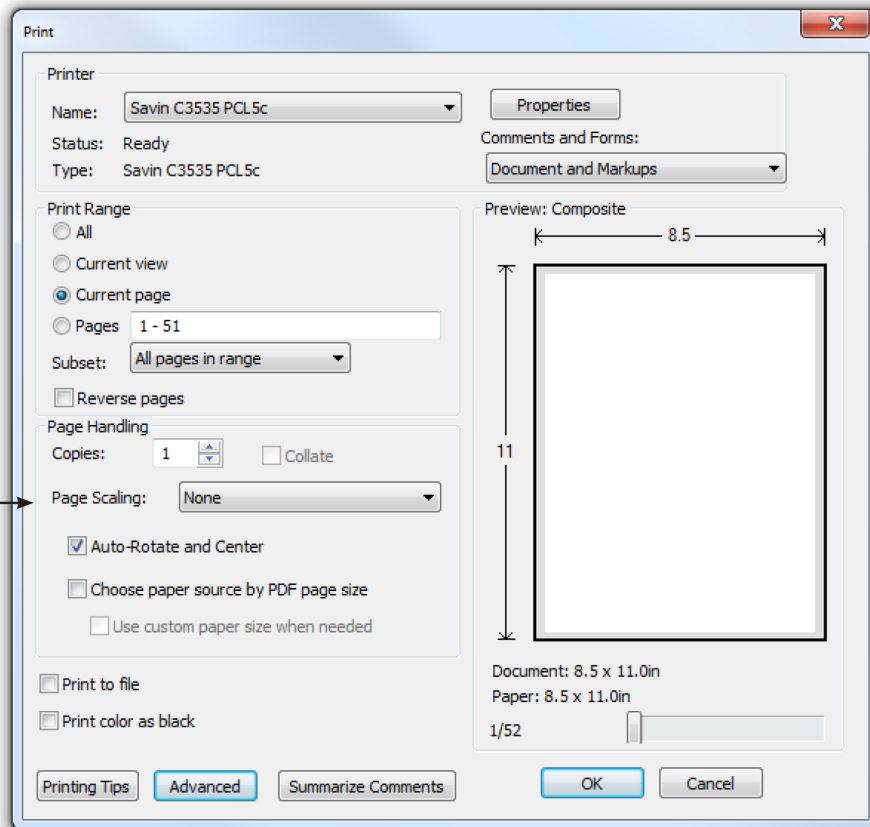 Print
Printer
Name: Savin C3535 PCL5c Properties
Status: Ready Comments and Forms:
Type: Savin C3535 PCL5c Document and Markups
Print Range
All
Current view
Current page
Pages 1 - 51
Subset: All pages in range
Reverse pages
Page Handling
Copies: 1 Collate
Page Scaling: None
Auto-Rotate and Center
Choose paper source by PDF page size
Use custom paper size when needed
Print to file
Print color as black
Preview: Composite
8.5
11
Document: 8.5 x 11.0in
Paper: 8.5 x 11.0in
1/52
Printing Tips Advanced Summarize Comments OK Cancel